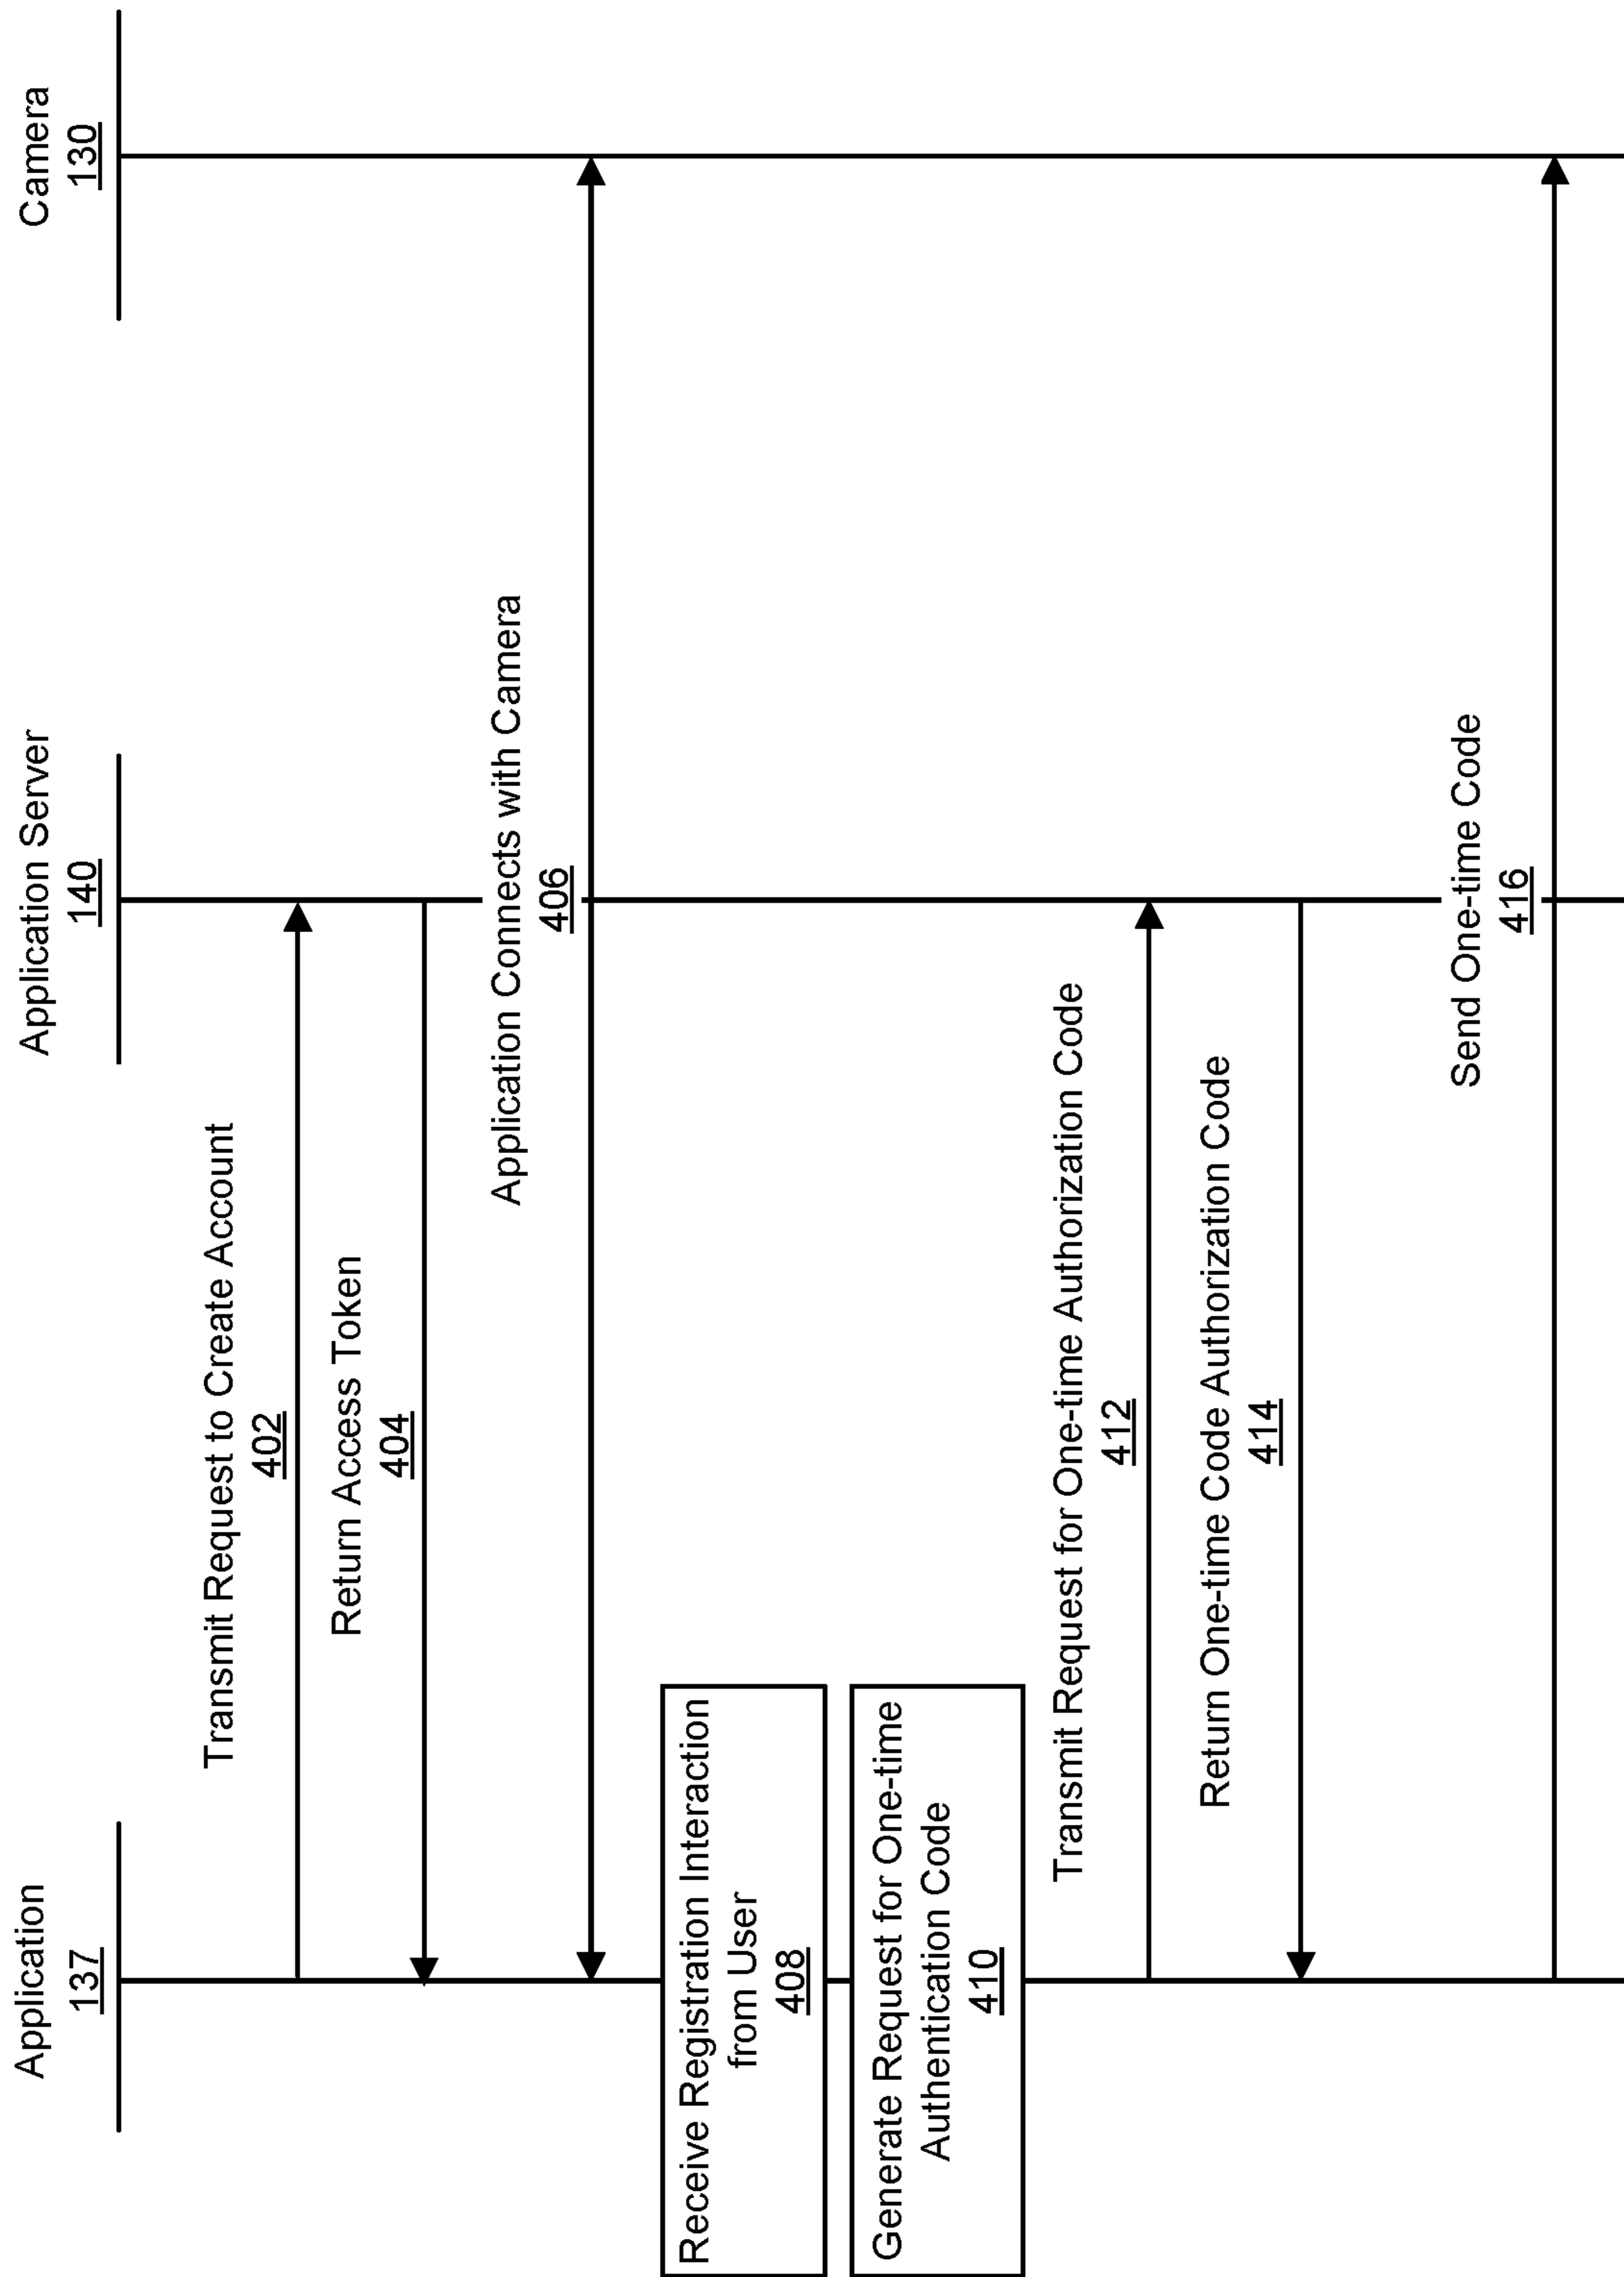 Application
137
Application Server
140
Camera
130
Transmit Request to Create Account
402
Return Access Token
404
Application Connects with Camera
406
Receive Registration Interaction
from User
408
Generate Request for One-time
Authentication Code
410
Transmit Request for One-time Authorization Code
412
Return One-time Code Authorization Code
414
Send One-time Code
416